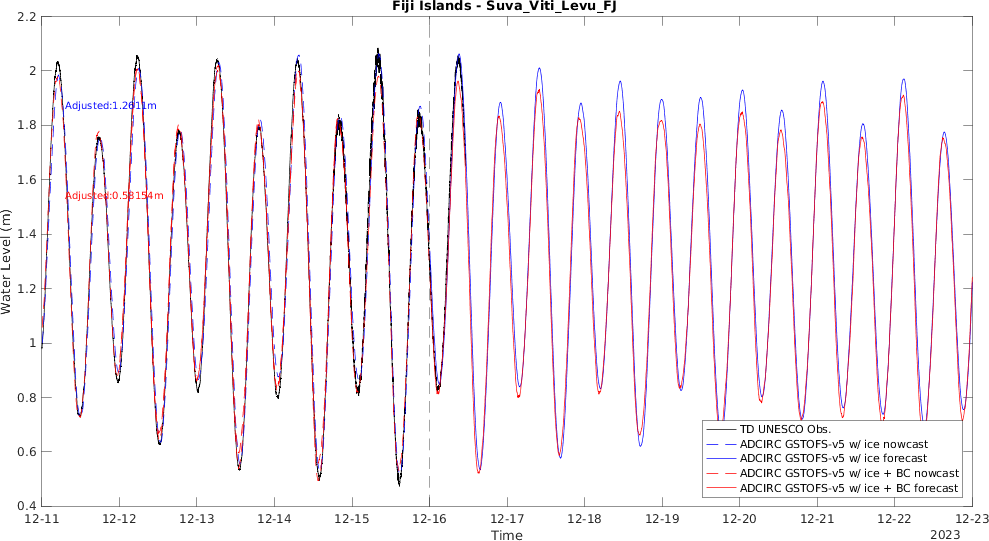 Fiji Islands - Suva_Viti_Levu_FJ
2.2
2
1.8
1.6
1.4
1.2
1
0.8
0.6
0.4
Water Level (m)
Adjusted:1.2611m
Adjusted:0.58154m
TD UNESCO Obs.
ADCIRC GSTOFS-v5 w/ ice nowcast
ADCIRC GSTOFS-v5 w/ ice forecast
ADCIRC GSTOFS-v5 w/ ice + BC nowcast
ADCIRC GSTOFS-v5 w/ ice + BC forecast
12-11 12-12 12-13 12-14 12-15 12-16 12-17 12-18 12-19 12-20 12-21 12-22 12-23
Time
2023